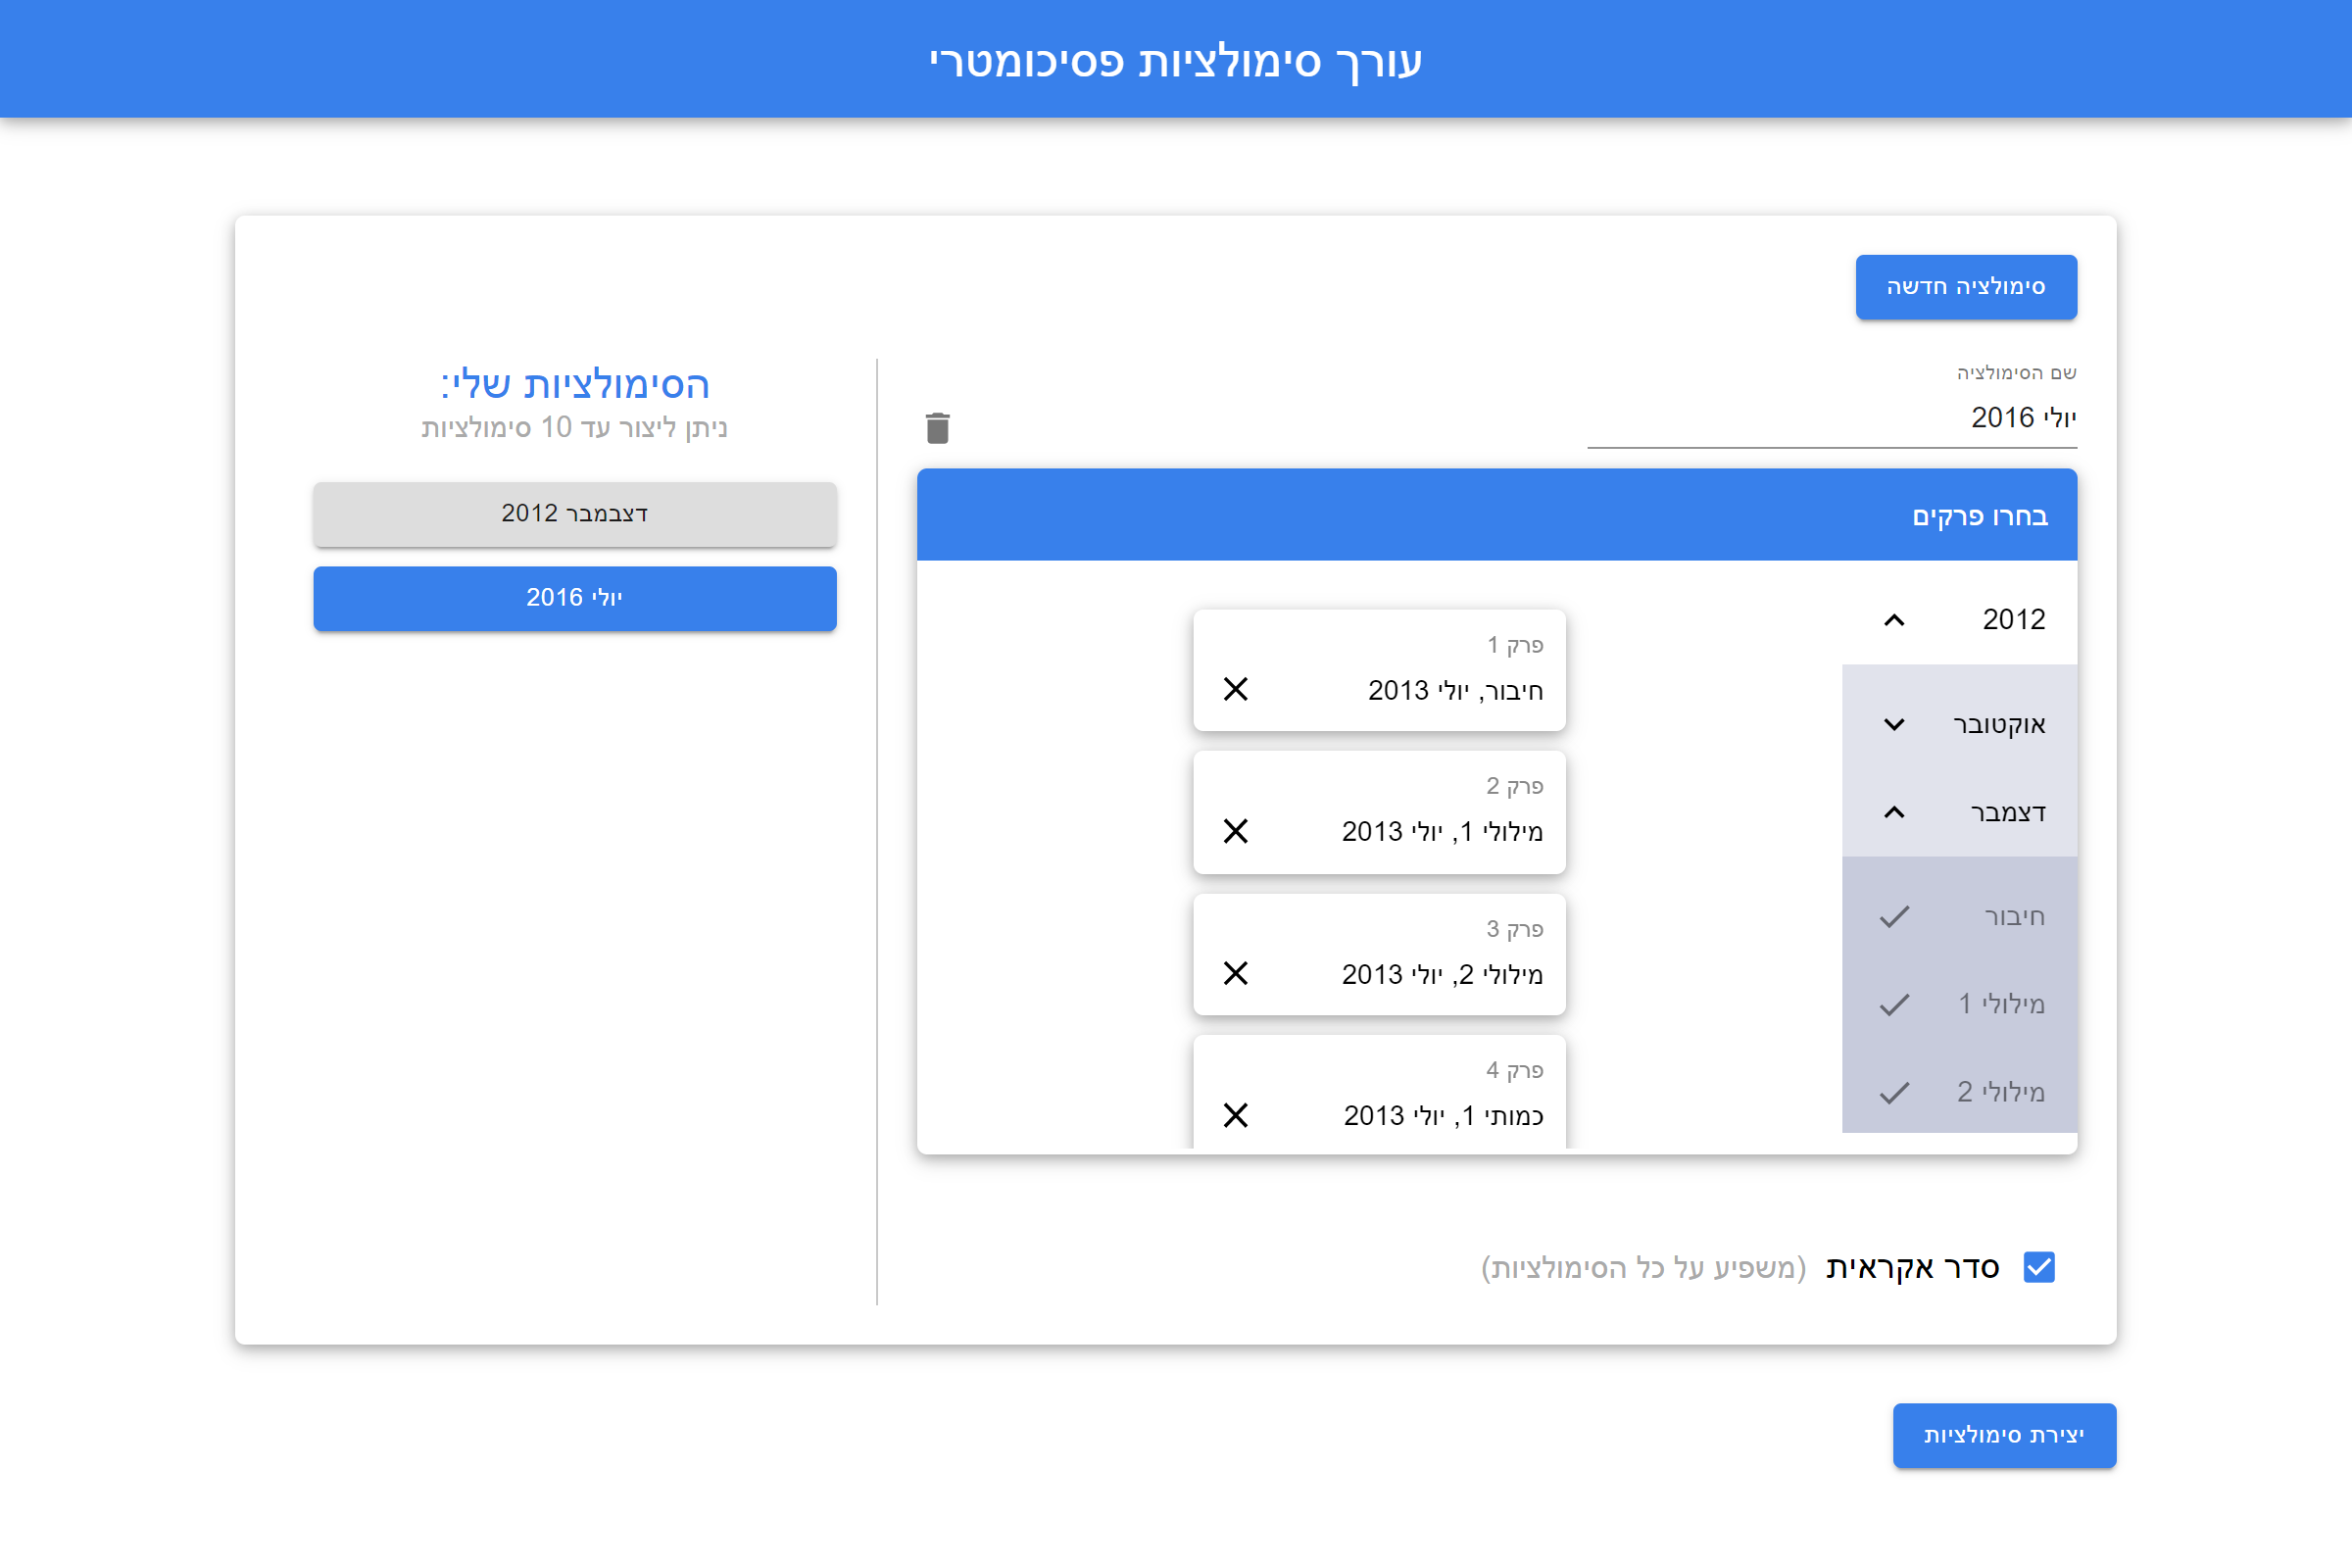 עורך סימולציות פסיכומטרי
סימולציה חדשה
שם הסימולציה
יולי 2016
בחרו פרקים
2012
אוקטובר
דצמבר
חיבור
מילולי 1
מילולי 2
פרק 1
חיבור, יולי 2013
פרק 2
מילולי 1, יולי 2013
פרק 3
מילולי 2, יולי 2013
פרק 4
כמותי 1, יולי 2013
סדר אקראית (משפיע על כל הסימולציות)
הסימולציות שלי:
ניתן ליצור עד 10 סימולציות
דצבמבר 2012
יולי 2016
יצירת סימולציות